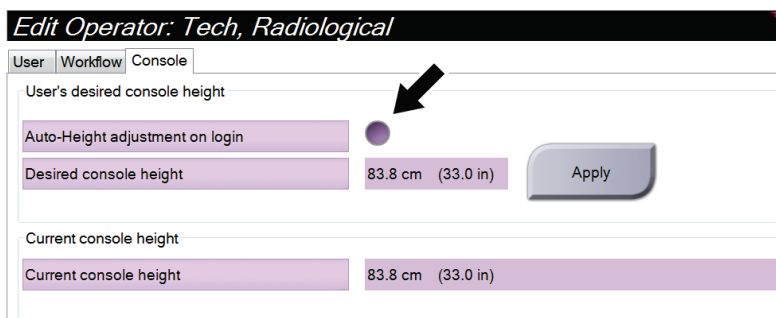 Edit Operator: Tech, Radiological
User Workflow Console
User's desired console height
Auto-Height adjustment on login
Desired console height 83.8 cm (33.0 in) Apply
Current console height
Current console height 83.8 cm (33.0 in)